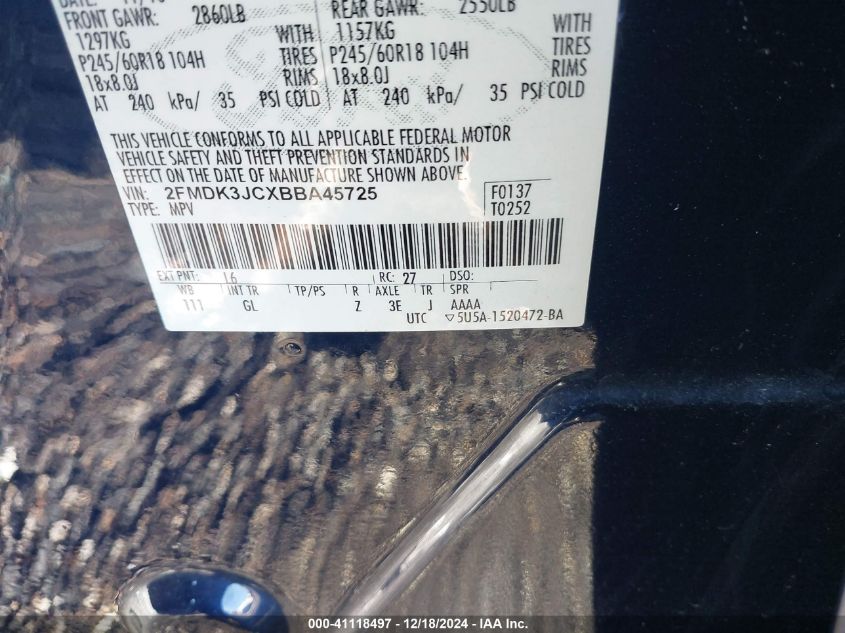 FRONT GAWR: 2860LB REAR GAWR: 2550LB
1297KG WITH 1157KG WITH
P245/60R18 104H TIRES P245/60R18 104H TIRES
18x8.0J RIMS 18x8.0J RIMS
AT 240 kPa/ 35 PSI COLD AT 240 kPa/ 35 PSI COLD
THIS VEHICLE CONFORMS TO ALL APPLICABLE FEDERAL MOTOR
VEHICLE SAFETY AND THEFT PREVENTION STANDARDS IN
EFFECT ON THE DATE OF MANUFACTURE SHOWN ABOVE.
VIN: 2FMDK3JCXBBA45725 F0137
TYPE: MPV T0252
EXT PNT: 16 RC: 27 DSO:
WB INT TR TP/PS R AXLE TR SPR
111 GL Z 3E J AAAA
UTC ▽5U5A-1520472-BA
000-41118497 - 12/18/2024 - IAA Inc.